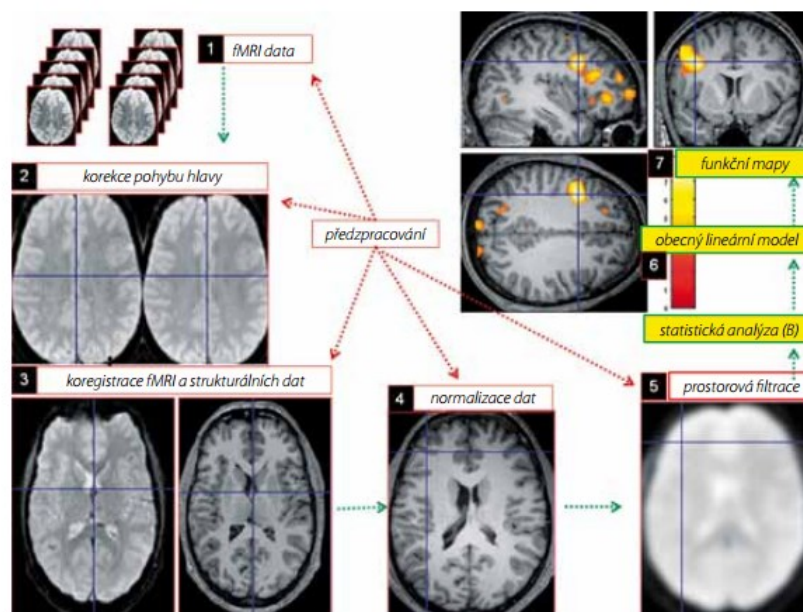 1 fMRI data
2 korekce pohybu hlavy
předzpracování
3 koregistrace fMRI a strukturálních dat
4 normalizace dat
5 prostorová filtrace
statistická analýza (B)
6
obecný lineární model
7 funkční mapy